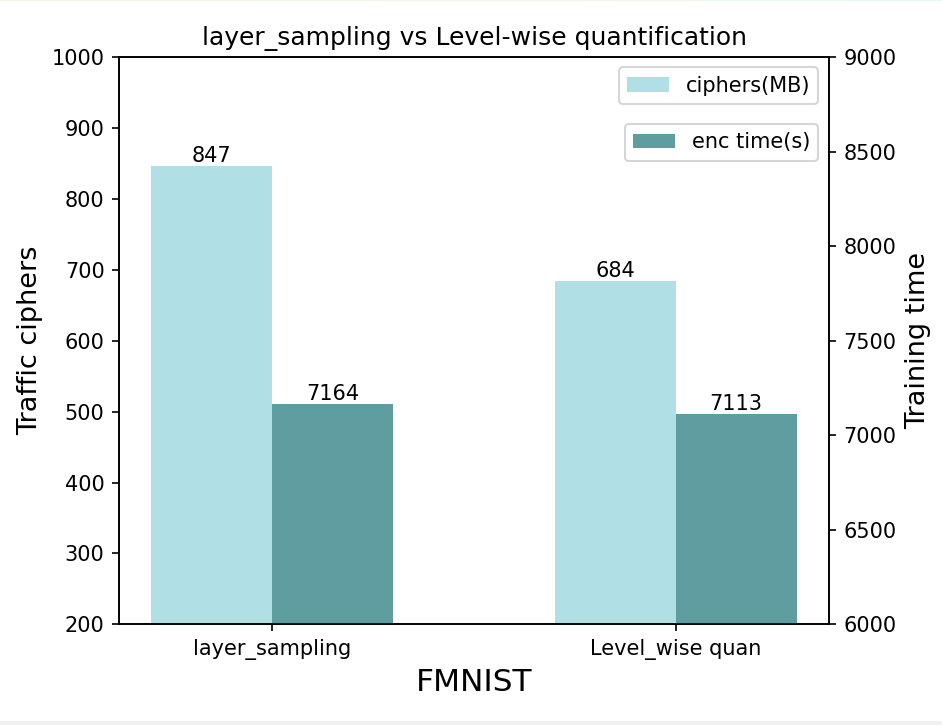 layer_sampling vs Level-wise quantification
1000
900
800
700
600
500
400
300
200
Traffic ciphers
9000
8500
8000
7500
7000
6500
6000
Training time
ciphers(MB)
enc time(s)
847
7164
684
7113
layer_sampling
Level_wise quan
FMNIST